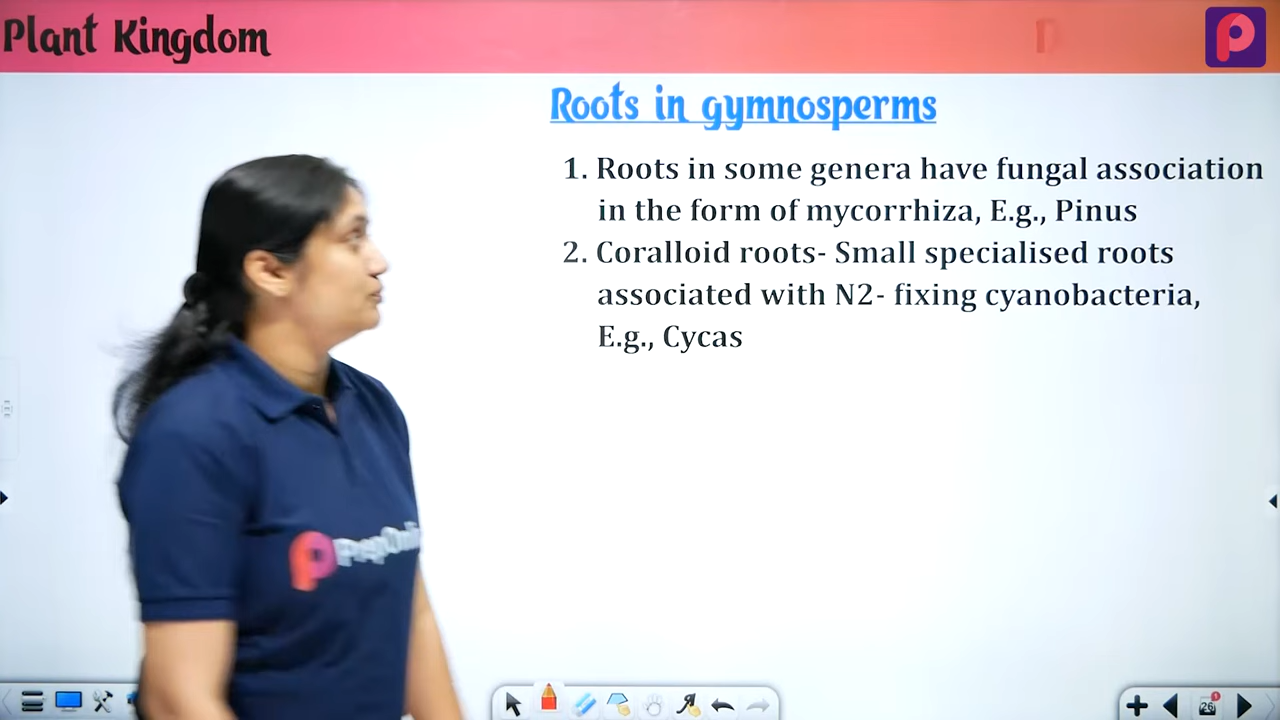 Plant Kingdom
Roots in gymnosperms
1. Roots in some genera have fungal association
in the form of mycorrhiza, E.g., Pinus
2. Coralloid roots- Small specialised roots
associated with N2- fixing cyanobacteria,
E.g., Cycas
26